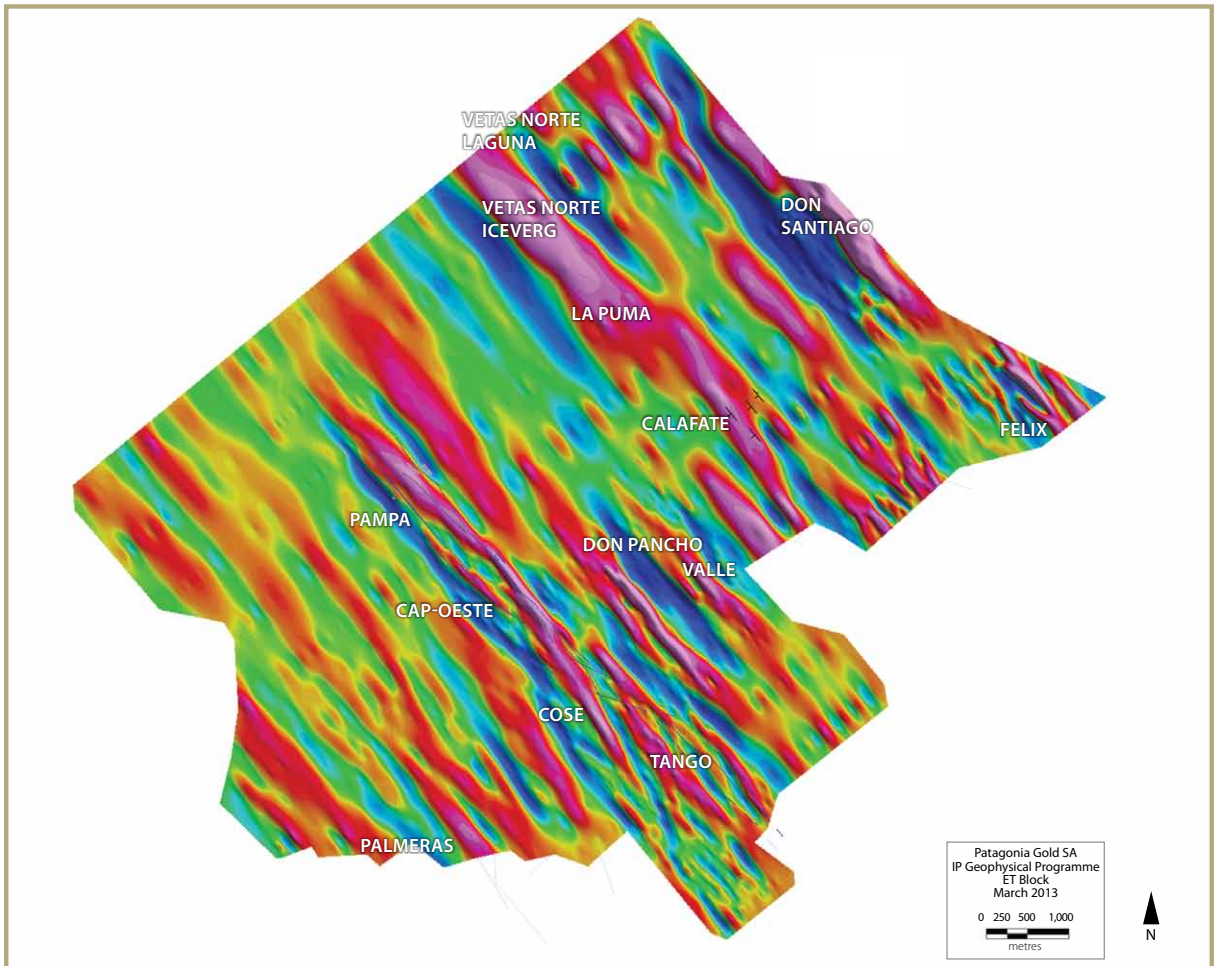 VETAS NORTE
LAGUNA
VETAS NORTE
ICEVERG
DON
SANTIAGO
LA PUMA
CALAFATE
FELIX
PAMPA
DON PANCHO
VALLE
CAP-OESTE
COSE
TANGO
PALMERAS
Patagonia Gold SA
IP Geophysical Programme
ET Block
March 2013
0 250 500 1,000
metres
N